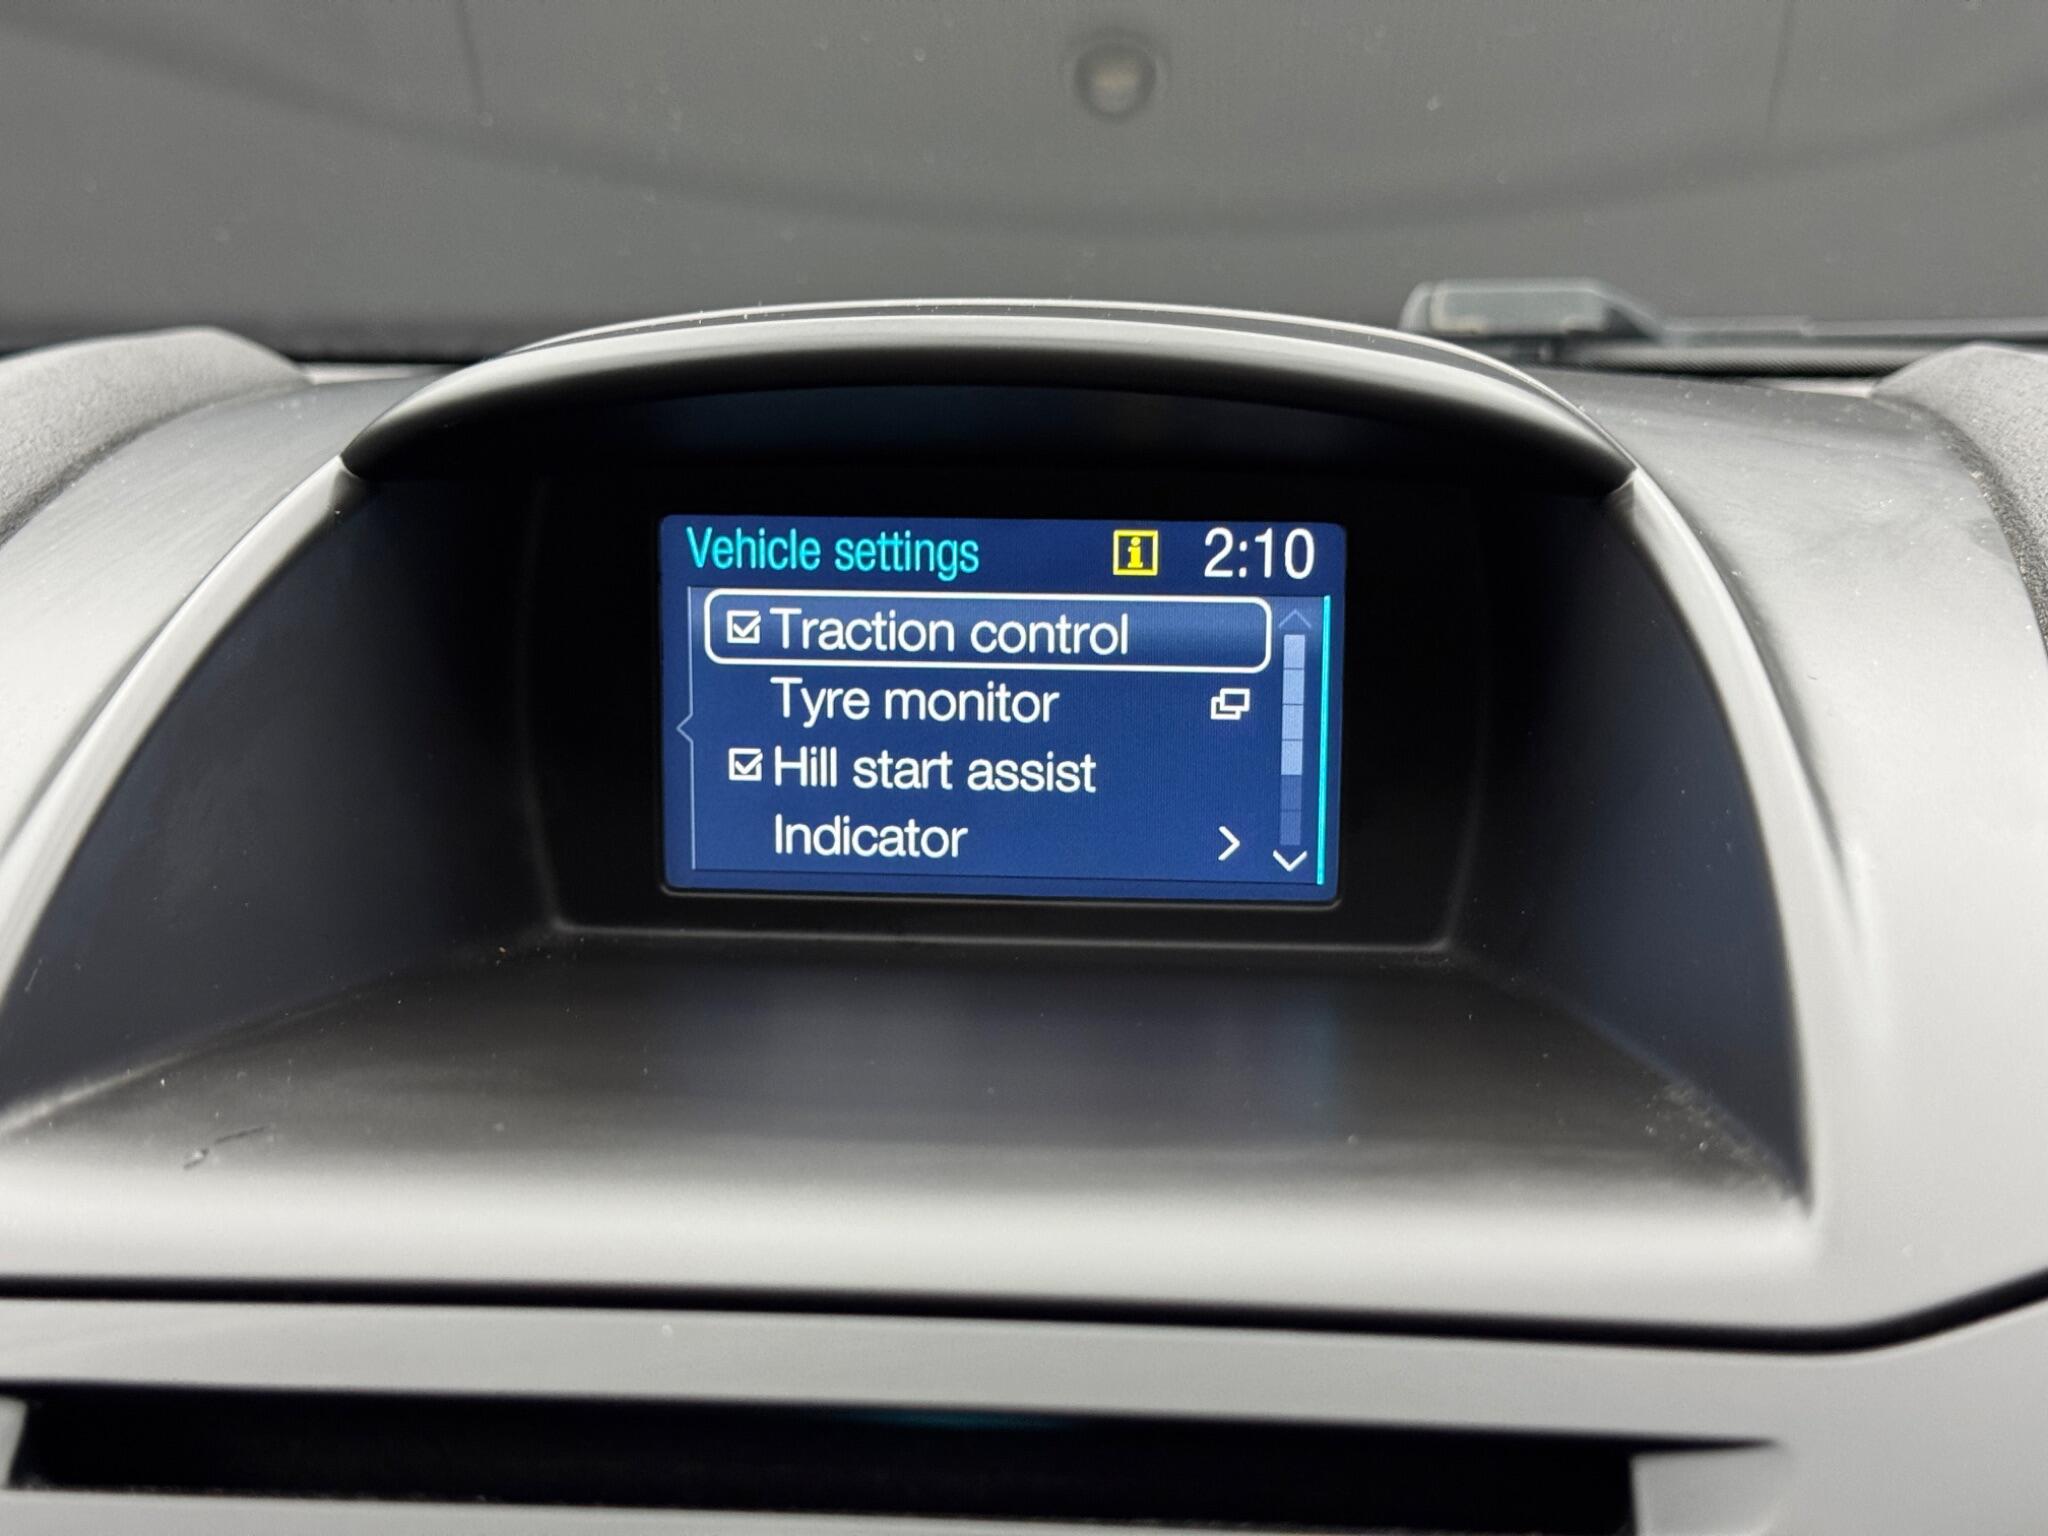 Vehicle settings i 2:10
Traction control
Tyre monitor
Hill start assist
Indicator